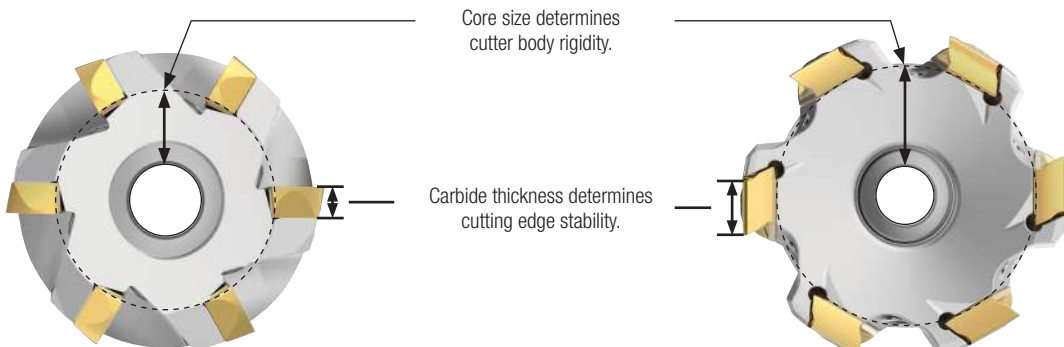 Core size determines
cutter body rigidity.
Carbide thickness determines
cutting edge stability.